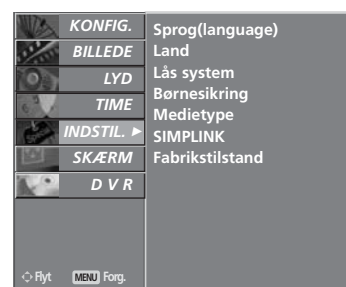 KONFIG.
BILLEDE
LYD
TIME
INDSTIL. ►
SKÆRM
D V R
Sprog(language)
Land
Lås system
Børnesikring
Medietype
SIMPLINK
Fabrikstilstand
Flyt MENU Forg.